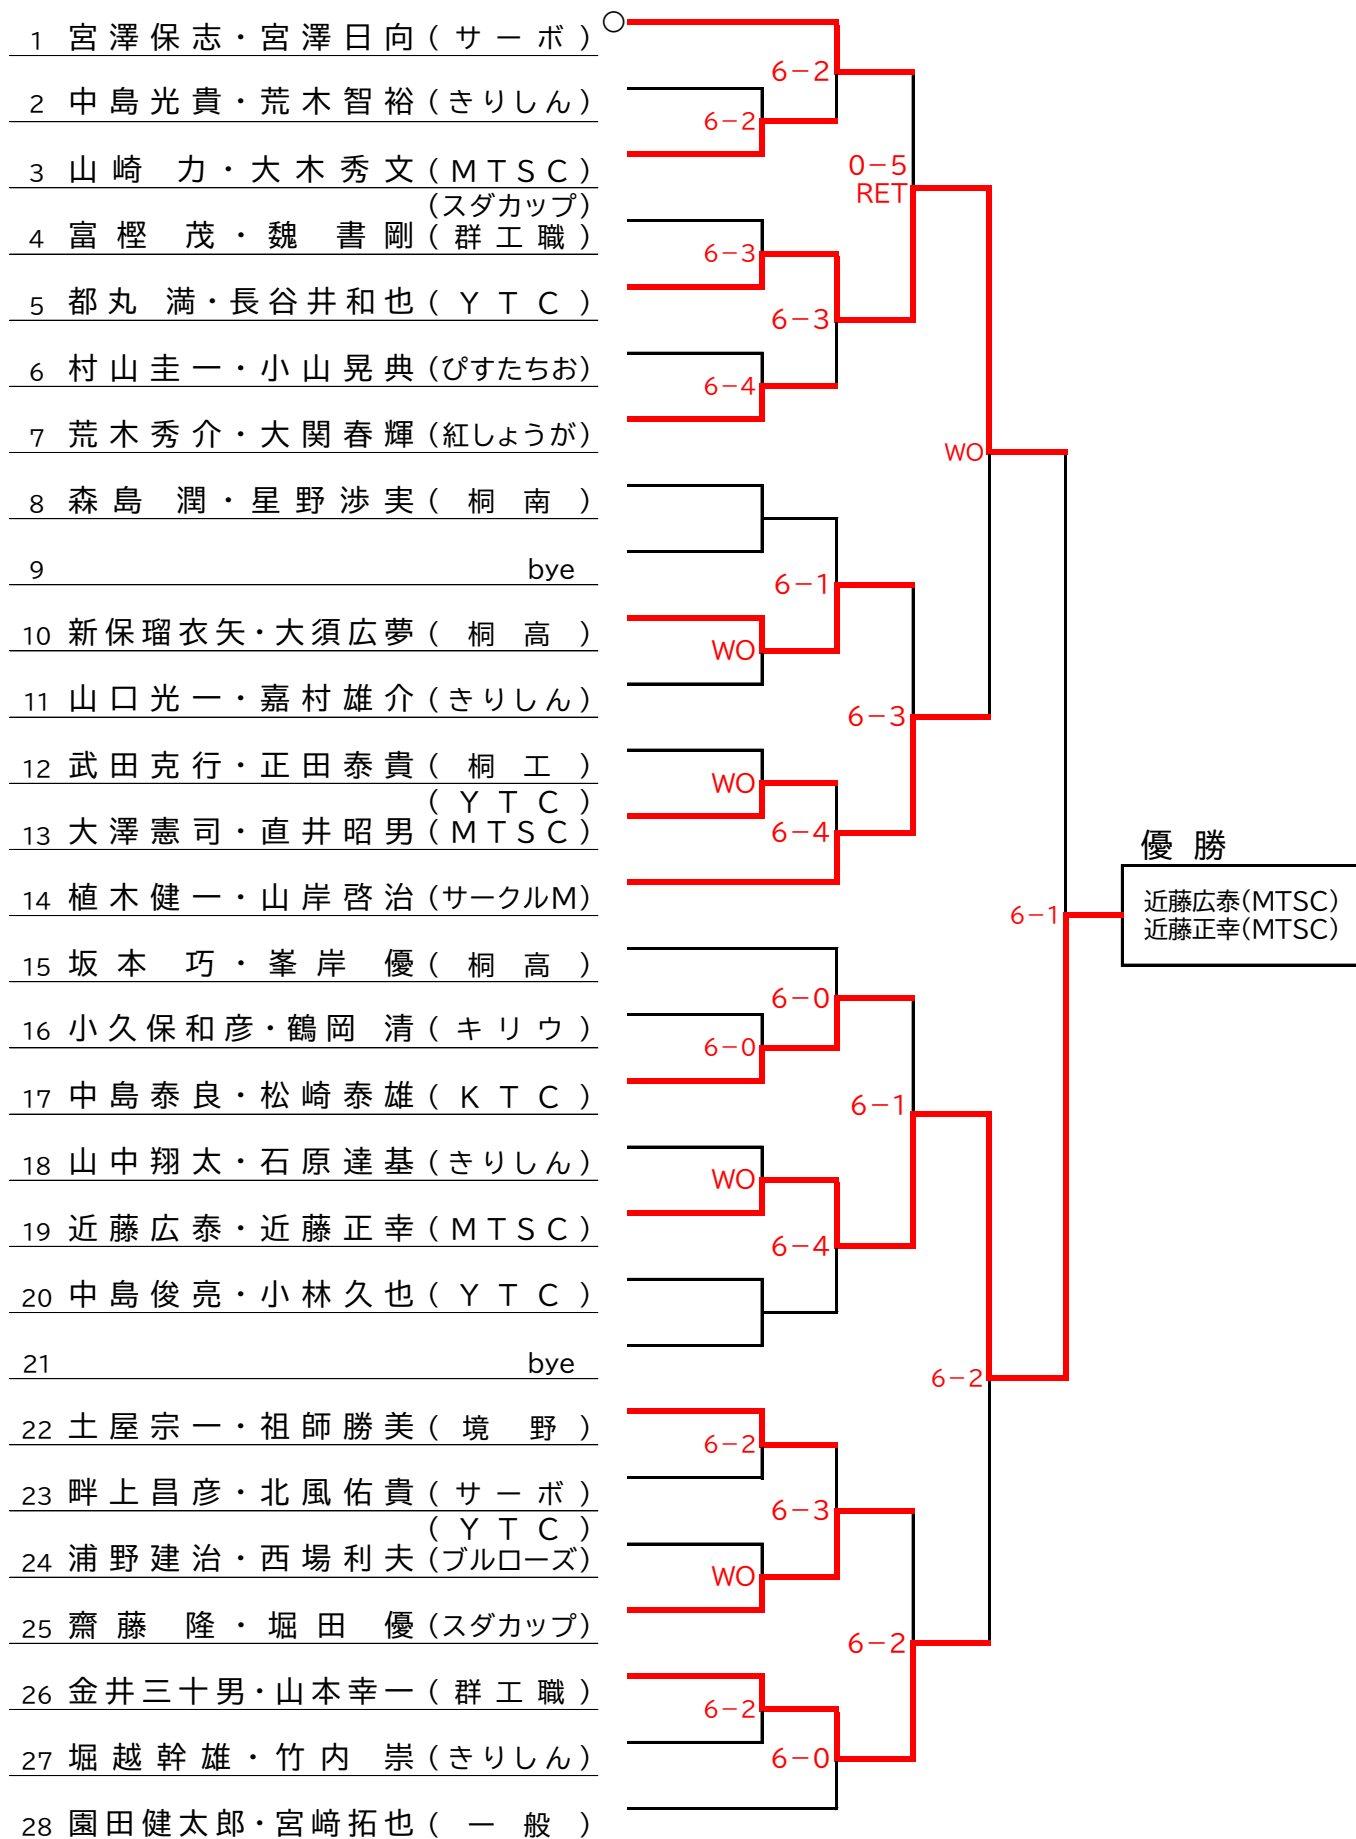 1 宮澤保志・宮澤日向(サーボ) ○
6-2
2 中島光貴・荒木智裕(きりしん)
6-2
3 山崎 力・大木秀文(MTSC)
0-5
RET
(スダカップ)
4 富樫 茂・魏 書剛(群工職)
6-3
5 都丸 満・長谷井和也(YTC)
6-3
6 村山圭一・小山晃典(ぴすたちお)
6-4
7 荒木秀介・大関春輝(紅しょうが)
WO
8 森島 潤・星野渉実(桐南)
9 bye
6-1
10 新保瑠衣矢・大須広夢(桐高)
WO
11 山口光一・嘉村雄介(きりしん)
6-3
12 武田克行・正田泰貴(桐工)
WO
(YTC)
13 大澤憲司・直井昭男(MTSC)
6-4
優勝
14 植木健一・山岸啓治(サークルM)
近藤広泰(MTSC)
近藤正幸(MTSC)
6-1
15 坂本 巧・峯岸 優(桐高)
6-0
16 小久保和彦・鶴岡 清(キリウ)
6-0
17 中島泰良・松崎泰雄(KTC)
6-1
18 山中翔太・石原達基(きりしん)
WO
19 近藤広泰・近藤正幸(MTSC)
6-4
20 中島俊亮・小林久也(YTC)
21 bye
6-2
22 土屋宗一・祖師勝美(境野)
6-2
23 畔上昌彦・北風佑貴(サーボ)
6-3
(YTC)
24 浦野建治・西場利夫(ブルローズ)
WO
25 齋藤 隆・堀田 優(スダカップ)
6-2
26 金井三十男・山本幸一(群工職)
6-2
27 堀越幹雄・竹内 崇(きりしん)
6-0
28 園田健太郎・宮﨑拓也(一般)